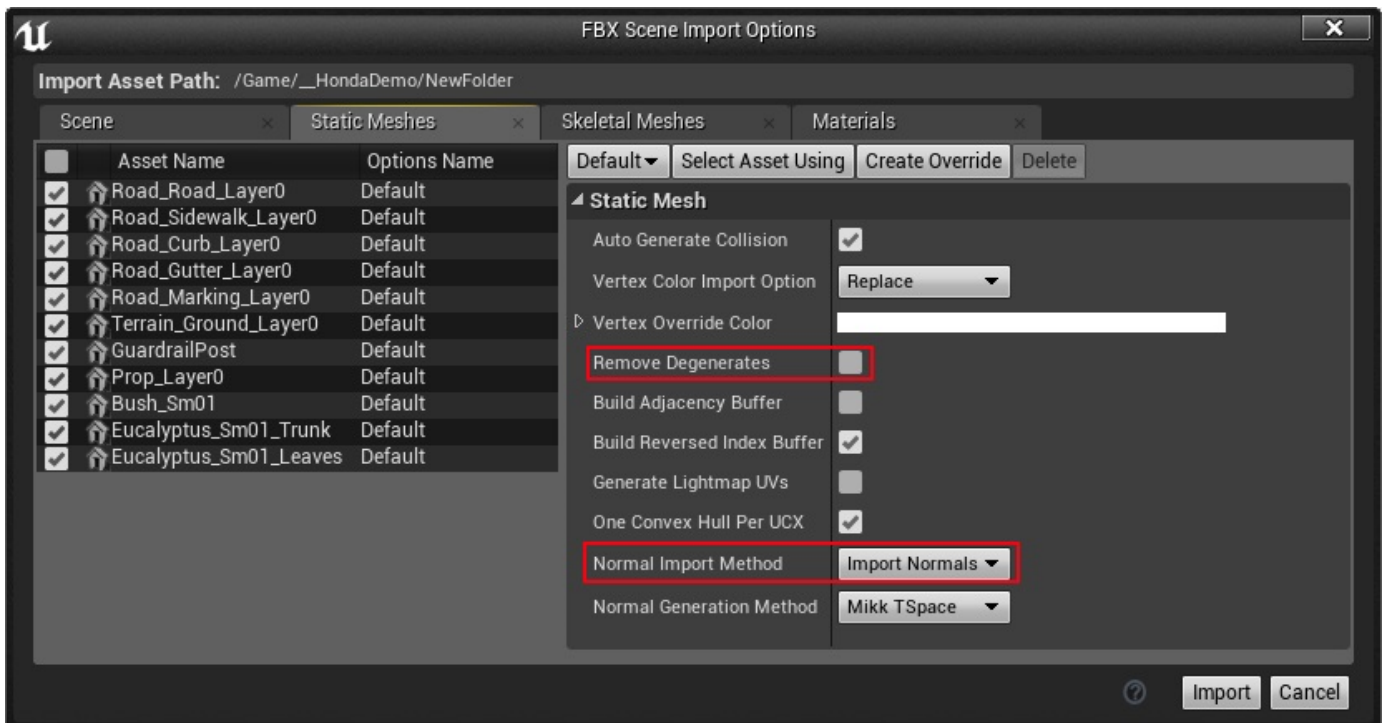 FBX Scene Import Options
Import Asset Path: /Game/__HondaDemo/NewFolder
Scene Static Meshes Skeletal Meshes Materials
Asset Name Options Name
Road_Road_Layer0 Default
Road_Sidewalk_Layer0 Default
Road_Curb_Layer0 Default
Road_Gutter_Layer0 Default
Road_Marking_Layer0 Default
Terrain_Ground_Layer0 Default
GuardrailPost Default
Prop_Layer0 Default
Bush_Sm01 Default
Eucalyptus_Sm01_Trunk Default
Eucalyptus_Sm01_Leaves Default
Default Select Asset Using Create Override Delete
Static Mesh
Auto Generate Collision
Vertex Color Import Option Replace
Vertex Override Color
Remove Degenerates
Build Adjacency Buffer
Build Reversed Index Buffer
Generate Lightmap UVs
One Convex Hull Per UCX
Normal Import Method Import Normals
Normal Generation Method Mikk TSpace
Import Cancel